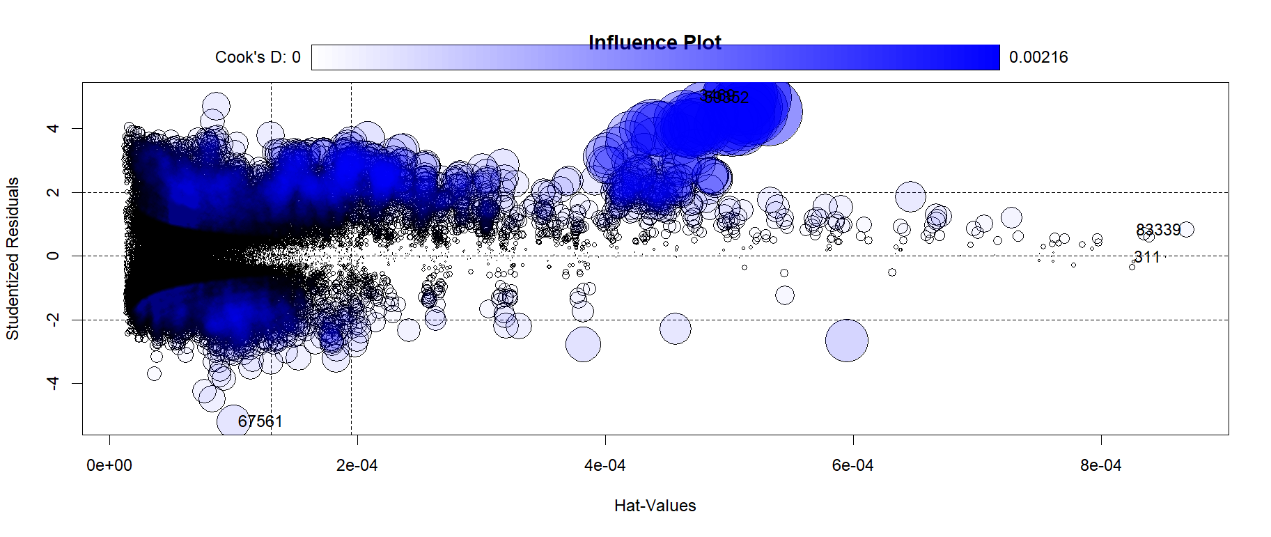 Influence Plot
Cook's D: 0
0.00216
Studentized Residuals
4
2
0
-2
-4
83339
311
67561
0e+00
2e-04
4e-04
6e-04
8e-04
Hat-Values